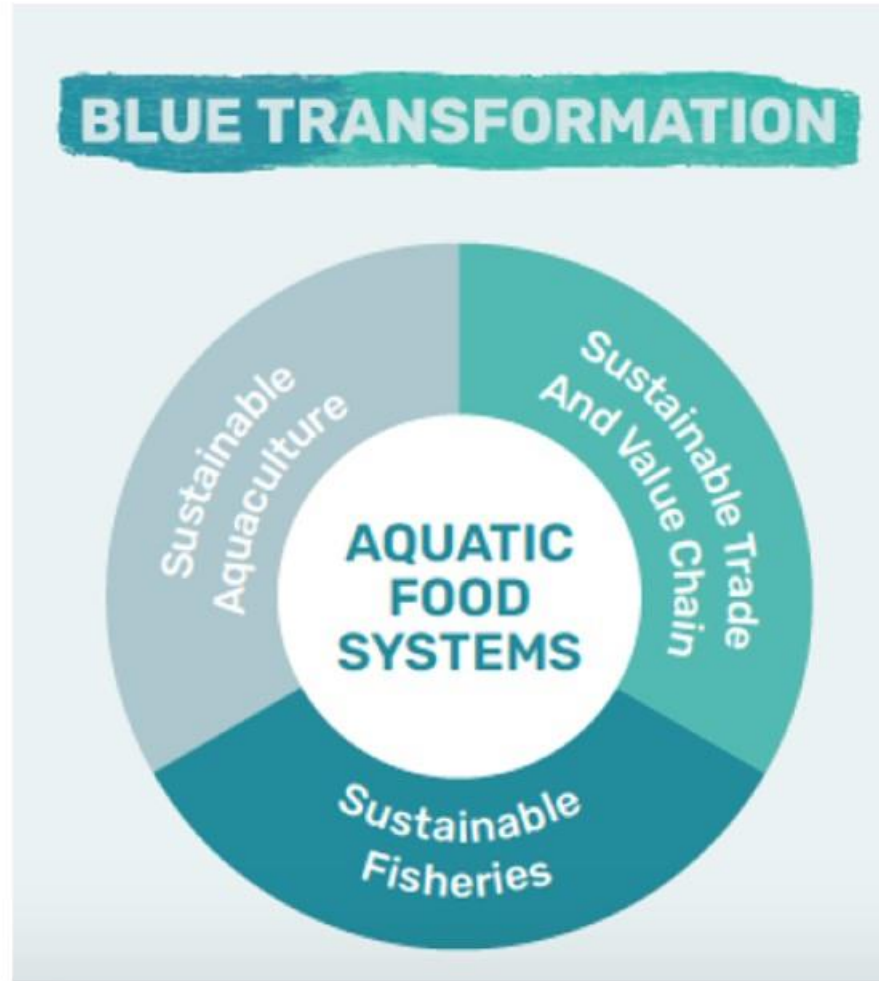 BLUE TRANSFORMATION
Sustainable
Aquaculture
Sustainable Trade
And Value Chain
AQUATIC
FOOD
SYSTEMS
Sustainable
Fisheries